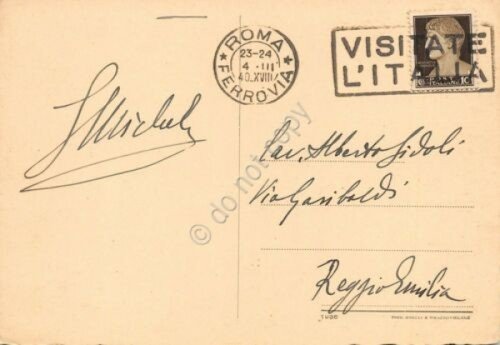 ROMA
23-24
4 · III
40.XVIII
FERROVIA
VISITATE
L'ITALIA
10
Cav. Alberto Sidoli
Via Garibaldi
Reggio Emilia
do not copy